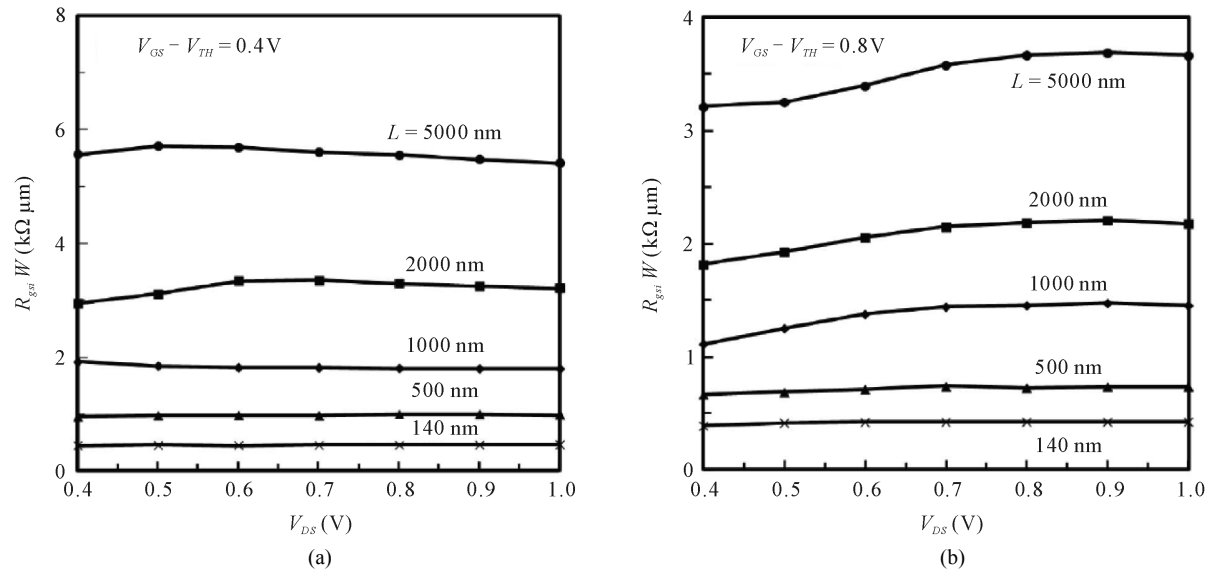 8
6
4
2
0
R_gsi W (kΩ μm)
V_GS − V_TH = 0.4V
L = 5000 nm
2000 nm
1000 nm
500 nm
140 nm
0.4 0.5 0.6 0.7 0.8 0.9 1.0
V_DS (V)
(a)
4
3
2
1
0
R_gsi W (kΩ μm)
V_GS − V_TH = 0.8V
L = 5000 nm
2000 nm
1000 nm
500 nm
140 nm
0.4 0.5 0.6 0.7 0.8 0.9 1.0
V_DS (V)
(b)